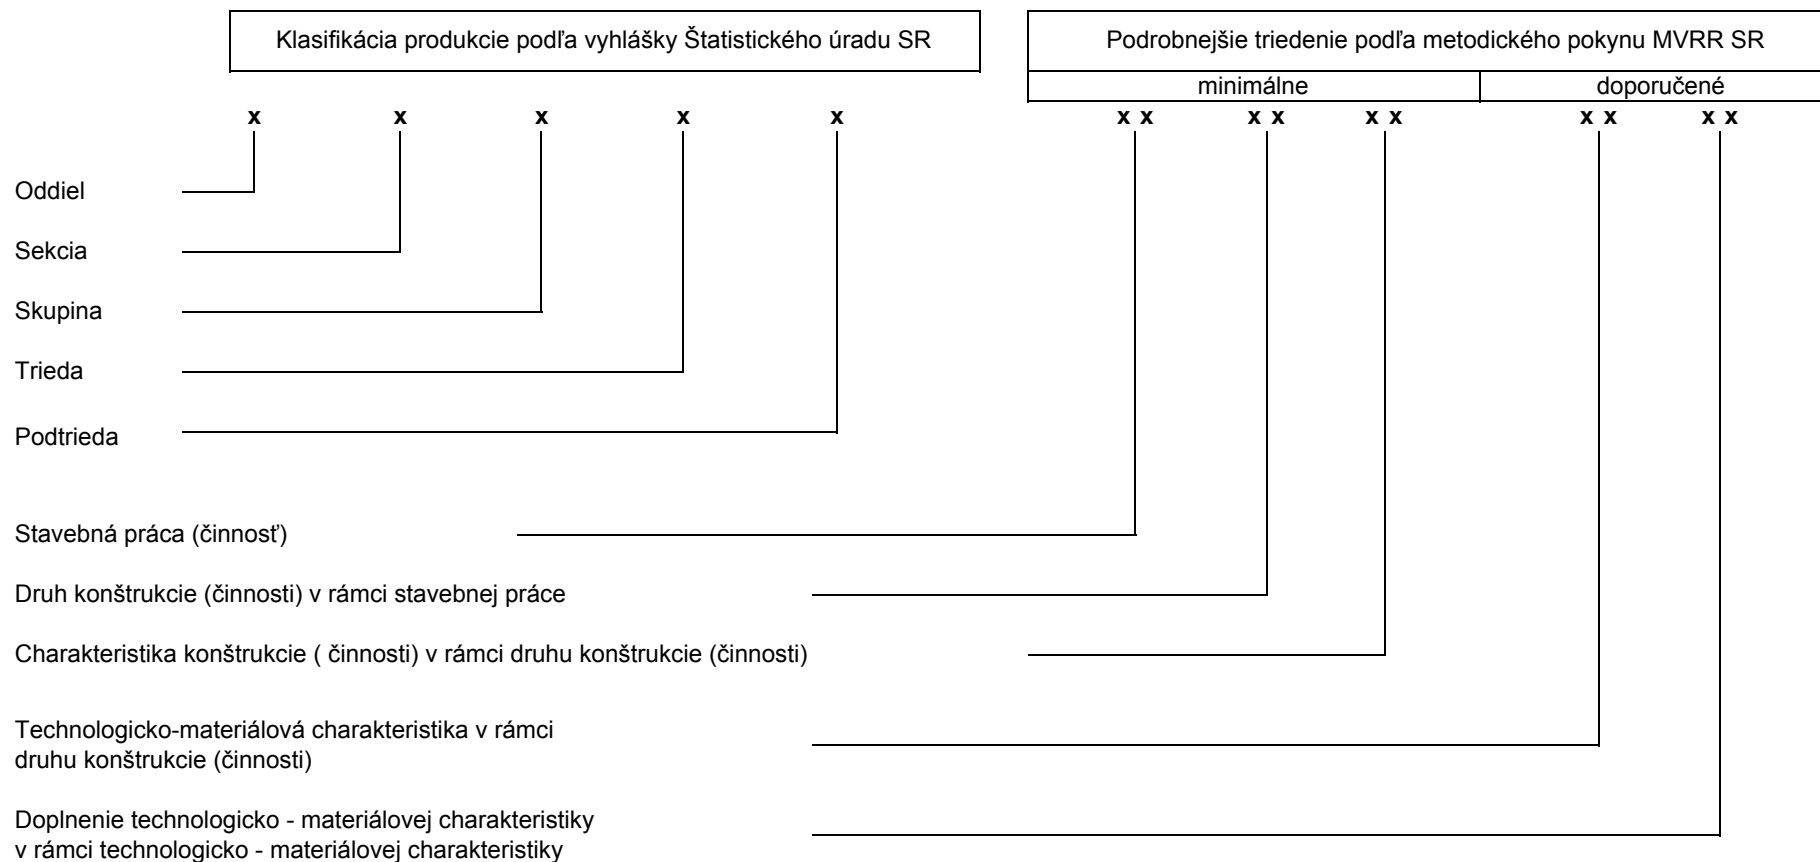 Klasifikácia produkcie podľa vyhlášky Štatistického úradu SR
Podrobnejšie triedenie podľa metodického pokynu MVRR SR
minimálne
doporučené
x x x x x x x x x x x x x x x
Oddiel
Sekcia
Skupina
Trieda
Podtrieda
Stavebná práca (činnosť)
Druh konštrukcie (činnosti) v rámci stavebnej práce
Charakteristika konštrukcie ( činnosti) v rámci druhu konštrukcie (činnosti)
Technologicko-materiálová charakteristika v rámci
druhu konštrukcie (činnosti)
Doplnenie technologicko - materiálovej charakteristiky
v rámci technologicko - materiálovej charakteristiky